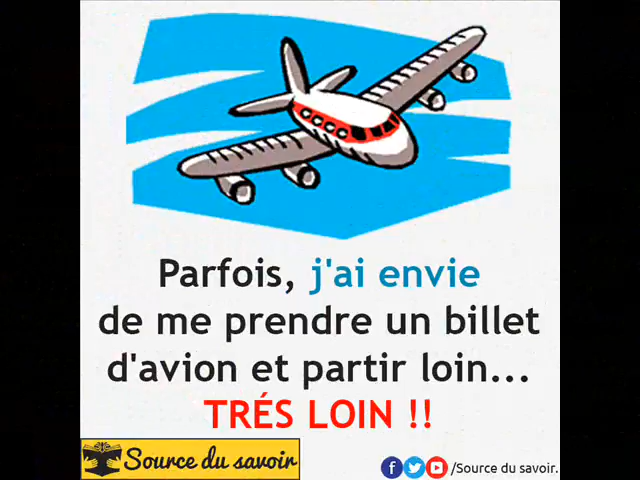 Parfois, j'ai envie
de me prendre un billet
d'avion et partir loin...
TRÉS LOIN !!
Source du savoir
/Source du savoir.